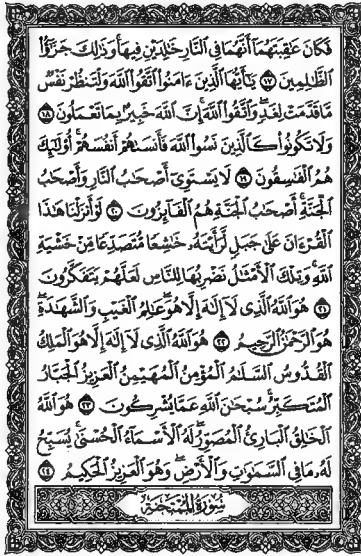 فَكَانَ عَٰقِبَتَهُمَآ أَنَّهُمَا فِي ٱلنَّارِ خَٰلِدَيۡنِ فِيهَاۚ وَذَٰلِكَ جَزَٰٓؤُاْ
ٱلظَّٰلِمِينَ ١٧ يَٰٓأَيُّهَا ٱلَّذِينَ ءَامَنُواْ ٱتَّقُواْ ٱللَّهَ وَلۡتَنظُرۡ نَفۡسٞ
مَّا قَدَّمَتۡ لِغَدٖۖ وَٱتَّقُواْ ٱللَّهَۚ إِنَّ ٱللَّهَ خَبِيرُۢ بِمَا تَعۡمَلُونَ ١٨
وَلَا تَكُونُواْ كَٱلَّذِينَ نَسُواْ ٱللَّهَ فَأَنسَىٰهُمۡ أَنفُسَهُمۡۚ أُوْلَٰٓئِكَ
هُمُ ٱلۡفَٰسِقُونَ ١٩ لَا يَسۡتَوِيٓ أَصۡحَٰبُ ٱلنَّارِ وَأَصۡحَٰبُ
ٱلۡجَنَّةِۚ أَصۡحَٰبُ ٱلۡجَنَّةِ هُمُ ٱلۡفَآئِزُونَ ٢٠ لَوۡ أَنزَلۡنَا هَٰذَا
ٱلۡقُرۡءَانَ عَلَىٰ جَبَلٖ لَّرَأَيۡتَهُۥ خَٰشِعٗا مُّتَصَدِّعٗا مِّنۡ خَشۡيَةِ
ٱللَّهِۚ وَتِلۡكَ ٱلۡأَمۡثَٰلُ نَضۡرِبُهَا لِلنَّاسِ لَعَلَّهُمۡ يَتَفَكَّرُونَ
٢١ هُوَ ٱللَّهُ ٱلَّذِي لَآ إِلَٰهَ إِلَّا هُوَۖ عَٰلِمُ ٱلۡغَيۡبِ وَٱلشَّهَٰدَةِۖ
هُوَ ٱلرَّحۡمَٰنُ ٱلرَّحِيمُ ٢٢ هُوَ ٱللَّهُ ٱلَّذِي لَآ إِلَٰهَ إِلَّا هُوَ ٱلۡمَلِكُ
ٱلۡقُدُّوسُ ٱلسَّلَٰمُ ٱلۡمُؤۡمِنُ ٱلۡمُهَيۡمِنُ ٱلۡعَزِيزُ ٱلۡجَبَّارُ
ٱلۡمُتَكَبِّرُۚ سُبۡحَٰنَ ٱللَّهِ عَمَّا يُشۡرِكُونَ ٢٣ هُوَ ٱللَّهُ
ٱلۡخَٰلِقُ ٱلۡبَارِئُ ٱلۡمُصَوِّرُۖ لَهُ ٱلۡأَسۡمَآءُ ٱلۡحُسۡنَىٰۚ يُسَبِّحُ
لَهُۥ مَا فِي ٱلسَّمَٰوَٰتِ وَٱلۡأَرۡضِۖ وَهُوَ ٱلۡعَزِيزُ ٱلۡحَكِيمُ ٢٤
سُورَةُ المُمْتَحنَةِ